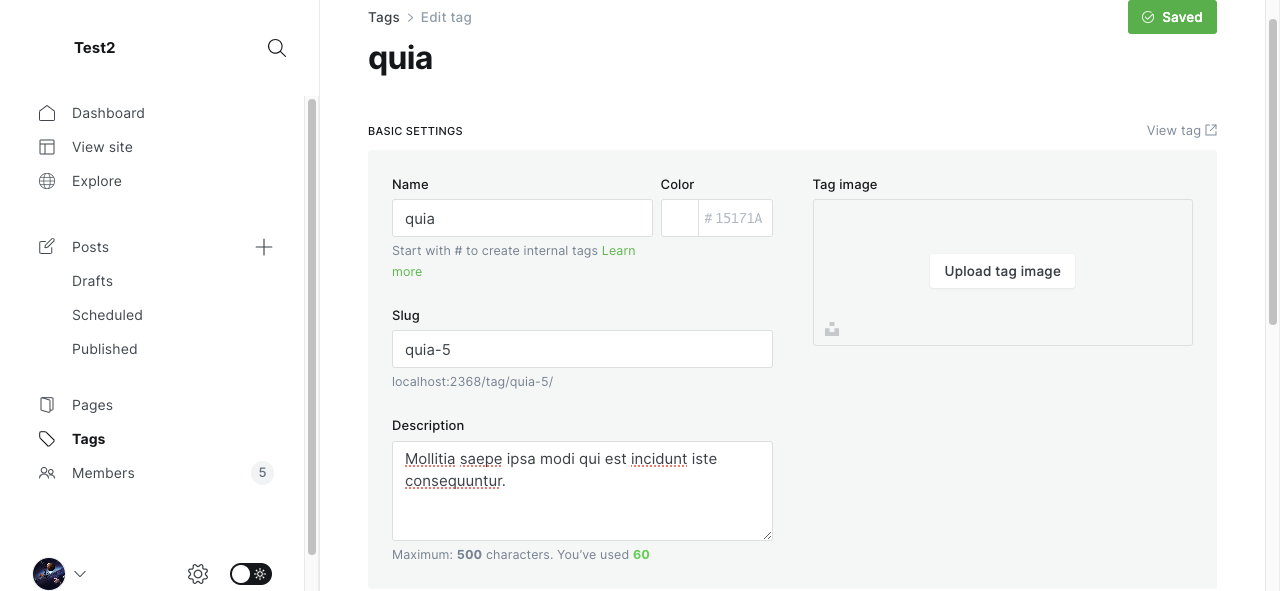 Test2
Dashboard
View site
Explore
Posts
Drafts
Scheduled
Published
Pages
Tags
Members 5
Tags > Edit tag
Saved
quia
BASIC SETTINGS
View tag
Name
quia
Start with # to create internal tags Learn
more
Color
# 15171A
Slug
quia-5
localhost:2368/tag/quia-5/
Description
Mollitia saepe ipsa modi qui est incidunt iste
consequuntur.
Maximum: 500 characters. You've used 60
Tag image
Upload tag image